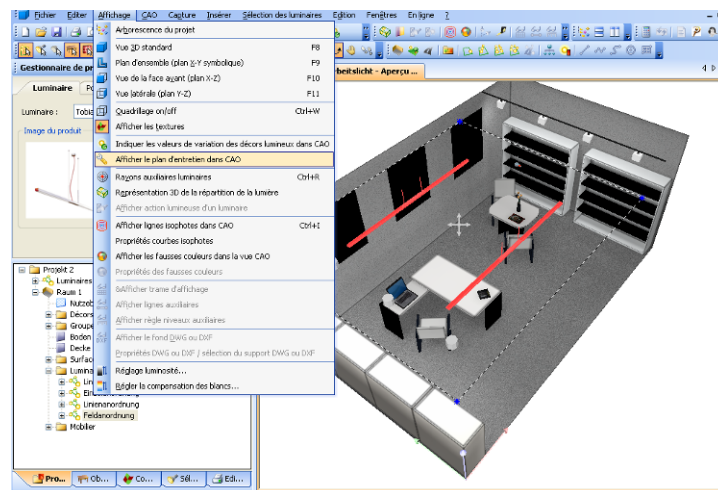 Fichier Editer Affichage CAO Capture Insérer Sélection des luminaires Edition Fenêtres En ligne ?
Arborescence du projet
Vue 3D standard F8
Plan d'ensemble (plan X-Y symbolique) F9
Vue de la face avant (plan X-Z) F10
Vue latérale (plan Y-Z) F11
Quadrillage on/off Ctrl+W
Afficher les textures
Indiquer les valeurs de variation des décors lumineux dans CAO
Afficher le plan d'entretien dans CAO
Rayons auxiliaires luminaires Ctrl+R
Représentation 3D de la répartition de la lumière
Afficher action lumineuse d'un luminaire
Afficher lignes isophotes dans CAO Ctrl+I
Propriétés courbes isophotes
Afficher les fausses couleurs dans la vue CAO
Propriétés des fausses couleurs
&Afficher trame d'affichage
Afficher lignes auxiliaires
Afficher règle niveaux auxiliaires
Afficher le fond DWG ou DXF
Propriétés DWG ou DXF / sélection du support DWG ou DXF
Réglage luminosité...
Régler la compensation des blancs...
Gestionnaire de pr
Luminaire Po
Luminaire : Tobia
Image du produit
beitslicht - Aperçu ...
Projekt 2
Luminaires
Raum 1
Nutzeb
Décors
Groupe
Boden
Decke
Surfac
Lumina
Lin
Ein
Linienanordnung
Feldanordnung
Mobilier
Pro... Ob... Co... Sél... Edi...